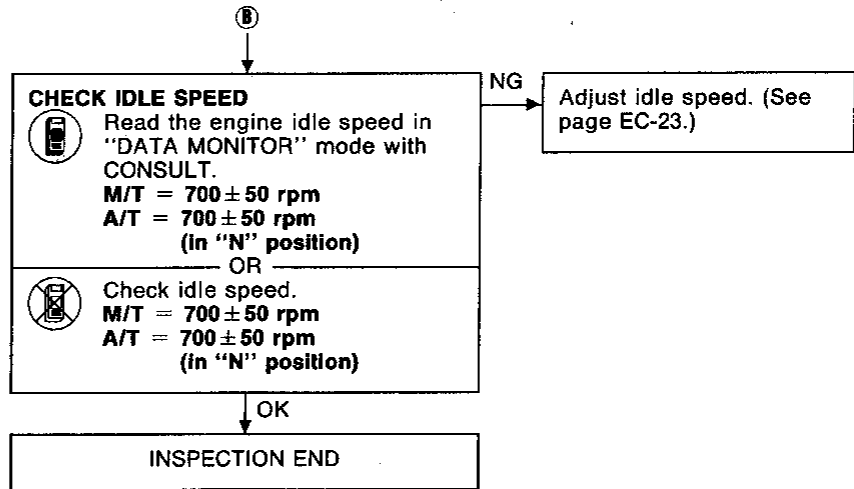 B
CHECK IDLE SPEED
Read the engine idle speed in
"DATA MONITOR" mode with
CONSULT.
M/T = 700±50 rpm
A/T = 700±50 rpm
(in "N" position)
OR
Check idle speed.
M/T = 700±50 rpm
A/T = 700±50 rpm
(in "N" position)
NG
Adjust idle speed. (See
page EC-23.)
OK
INSPECTION END